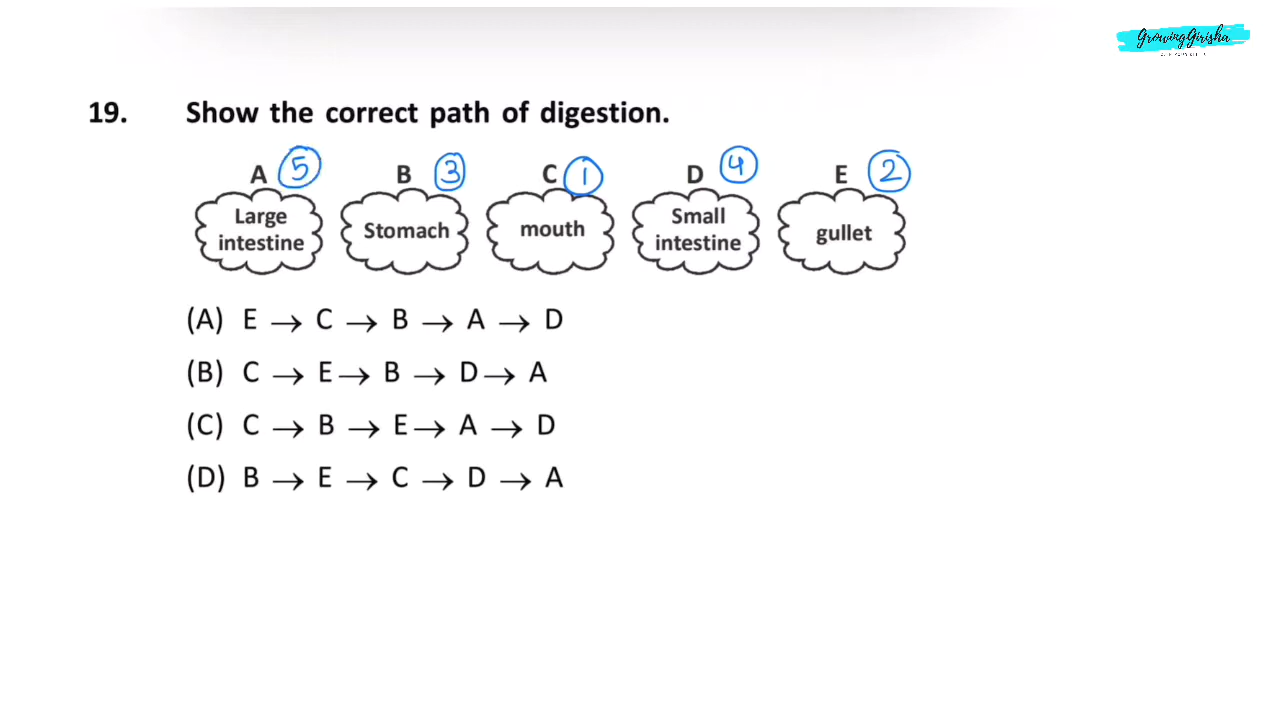 GrowingGirisha
19. Show the correct path of digestion.
A 5 B 3 C 1 D 4 E 2
Large intestine
Stomach
mouth
Small intestine
gullet
(A) E → C → B → A → D
(B) C → E → B → D → A
(C) C → B → E → A → D
(D) B → E → C → D → A